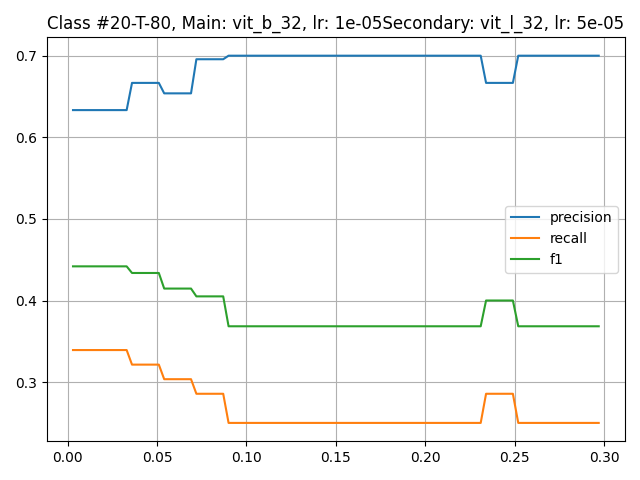 Class #20-T-80, Main: vit_b_32, lr: 1e-05Secondary: vit_l_32, lr: 5e-05
0.7
0.6
0.5
0.4
0.3
precision
recall
f1
0.00 0.05 0.10 0.15 0.20 0.25 0.30